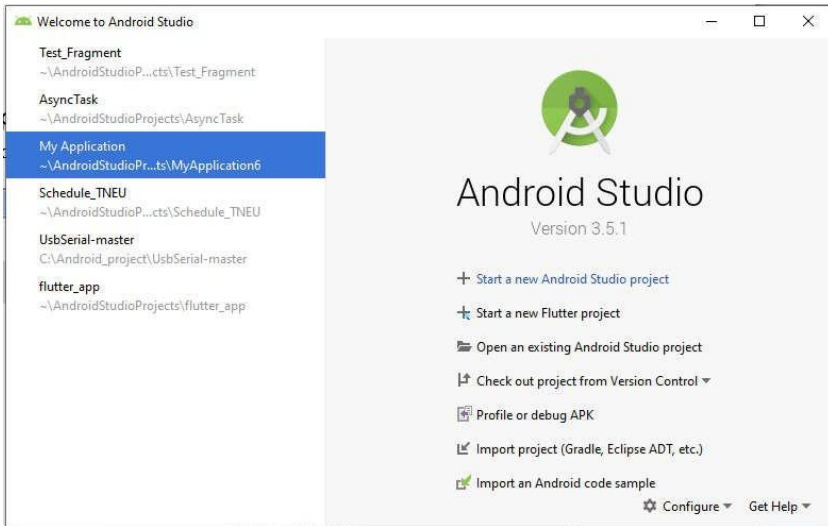 Welcome to Android Studio
Test_Fragment
~\AndroidStudioP...cts\Test_Fragment
AsyncTask
~\AndroidStudioProjects\AsyncTask
My Application
~\AndroidStudioPr...ts\MyApplication6
Schedule_TNEU
~\AndroidStudioP...cts\Schedule_TNEU
UsbSerial-master
C:\Android_project\UsbSerial-master
flutter_app
~\AndroidStudioProjects\flutter_app
Android Studio
Version 3.5.1
Start a new Android Studio project
Start a new Flutter project
Open an existing Android Studio project
Check out project from Version Control
Profile or debug APK
Import project (Gradle, Eclipse ADT, etc.)
Import an Android code sample
Configure Get Help